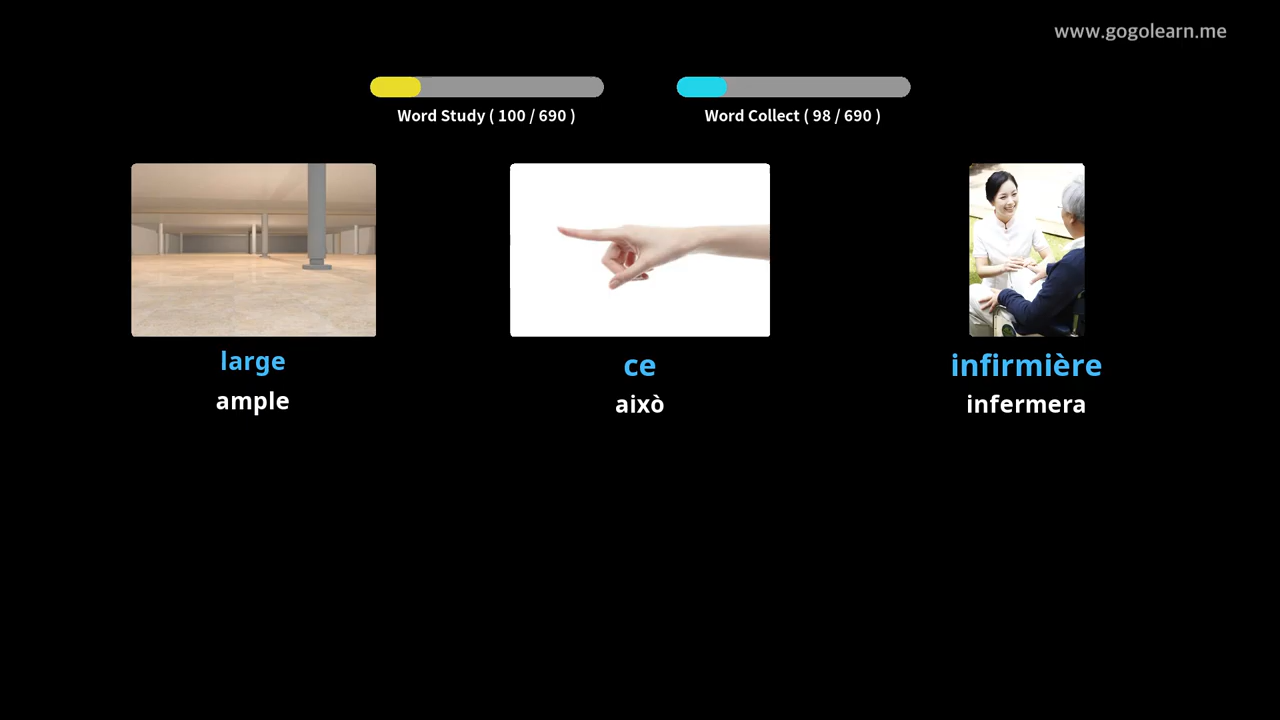 www.gogolearn.me
Word Study ( 100 / 690 )
Word Collect ( 98 / 690 )
large
ample
ce
això
infirmière
infermera